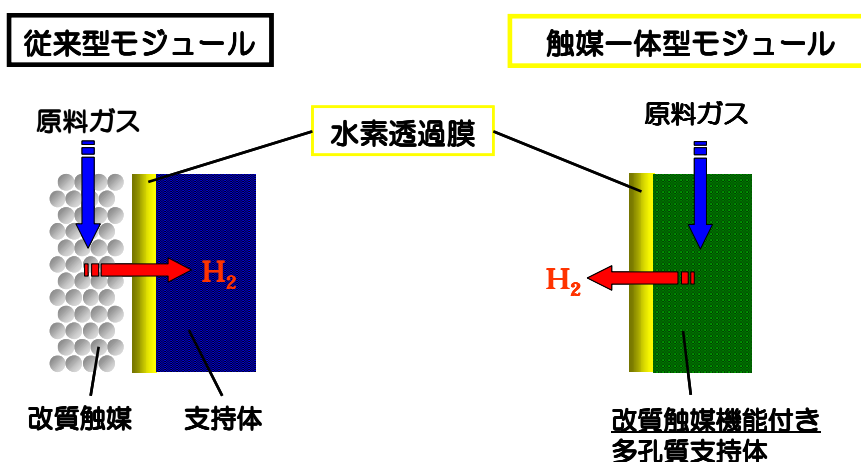 従来型モジュール
触媒一体型モジュール
原料ガス
水素透過膜
原料ガス
H₂
H₂
改質触媒
支持体
改質触媒機能付き
多孔質支持体